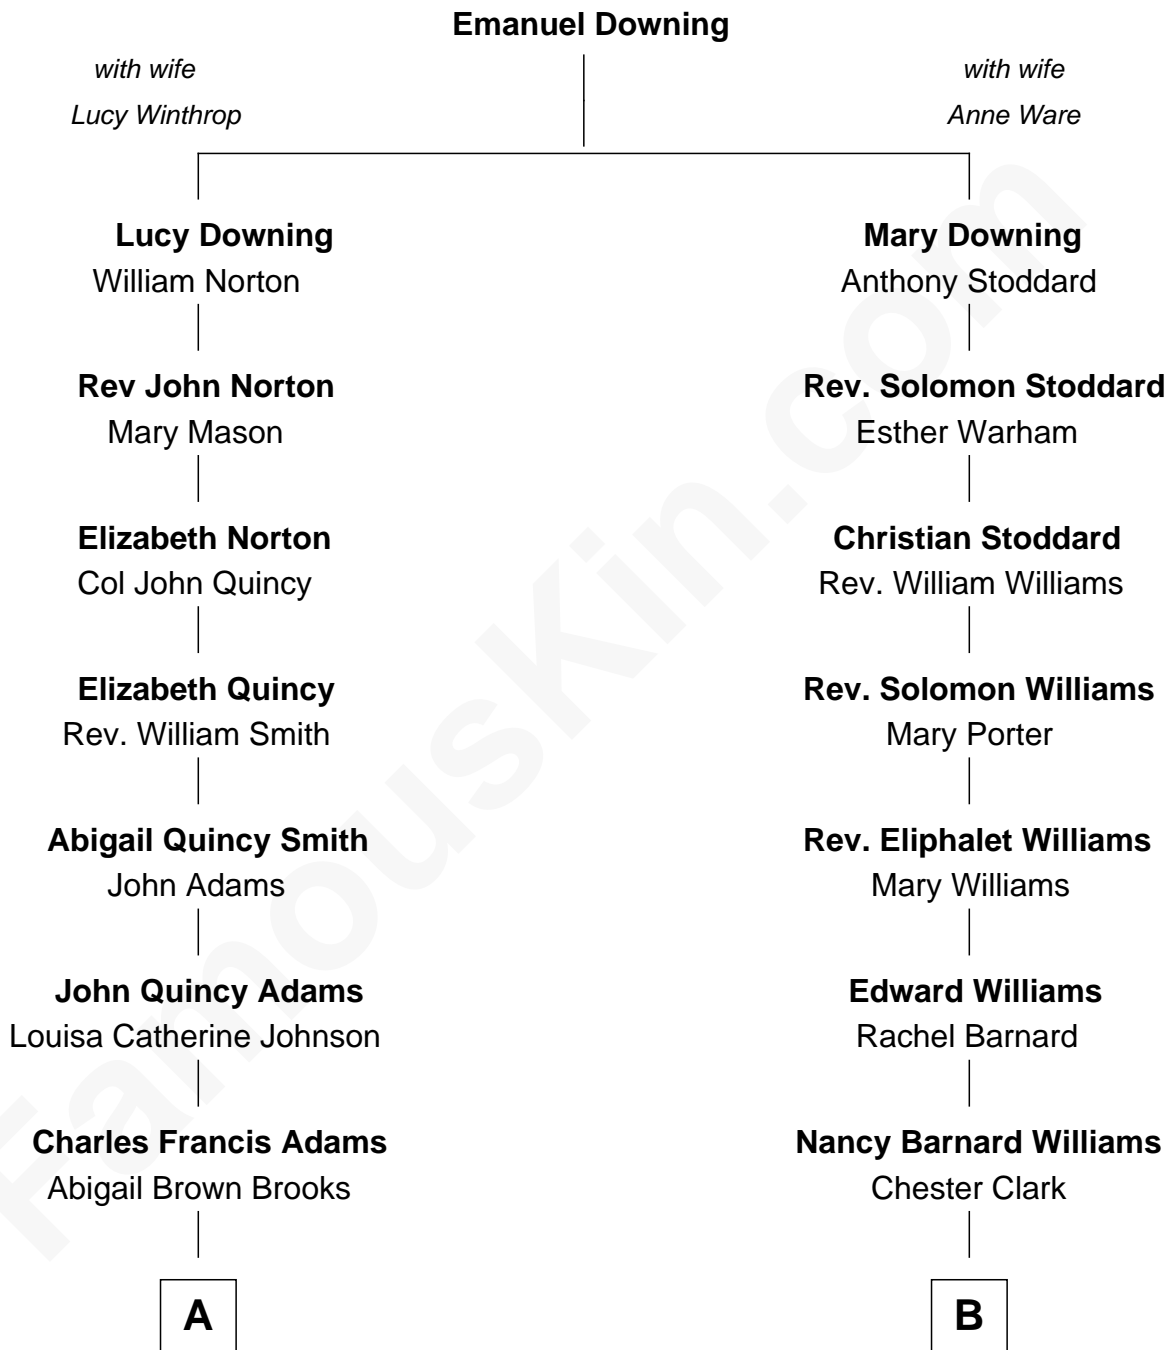 Emanuel Downing
with wife
Lucy Winthrop
with wife
Anne Ware
Lucy Downing
William Norton
Mary Downing
Anthony Stoddard
Rev John Norton
Mary Mason
Rev. Solomon Stoddard
Esther Warham
Elizabeth Norton
Col John Quincy
Christian Stoddard
Rev. William Williams
Elizabeth Quincy
Rev. William Smith
Rev. Solomon Williams
Mary Porter
Abigail Quincy Smith
John Adams
Rev. Eliphalet Williams
Mary Williams
John Quincy Adams
Louisa Catherine Johnson
Edward Williams
Rachel Barnard
Charles Francis Adams
Abigail Brown Brooks
Nancy Barnard Williams
Chester Clark
A
B
FamousKin.com